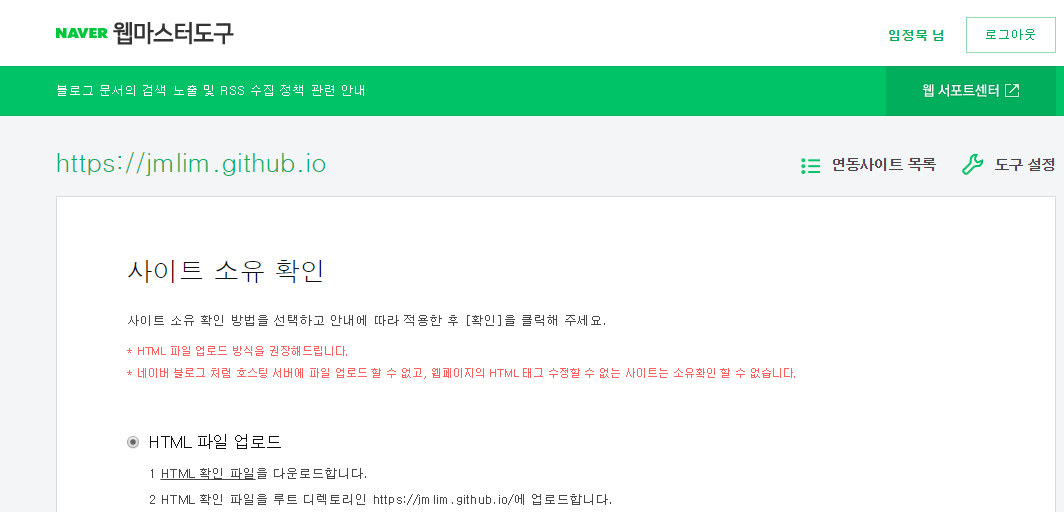 NAVER 웹마스터도구
임정묵 님
로그아웃
블로그 문서의 검색 노출 및 RSS 수집 정책 관련 안내
웹 서포트센터
https://jmlim.github.io
연동사이트 목록
도구 설정
사이트 소유 확인
사이트 소유 확인 방법을 선택하고 안내에 따라 적용한 후 [확인]을 클릭해 주세요.
* HTML 파일 업로드 방식을 권장해드립니다.
* 네이버 블로그 처럼 호스팅 서버에 파일 업로드 할 수 없고, 웹페이지의 HTML 태그 수정할 수 없는 사이트는 소유확인 할 수 없습니다.
HTML 파일 업로드
1 HTML 확인 파일을 다운로드합니다.
2 HTML 확인 파일을 루트 디렉토리인 https://jmlim.github.io/에 업로드합니다.